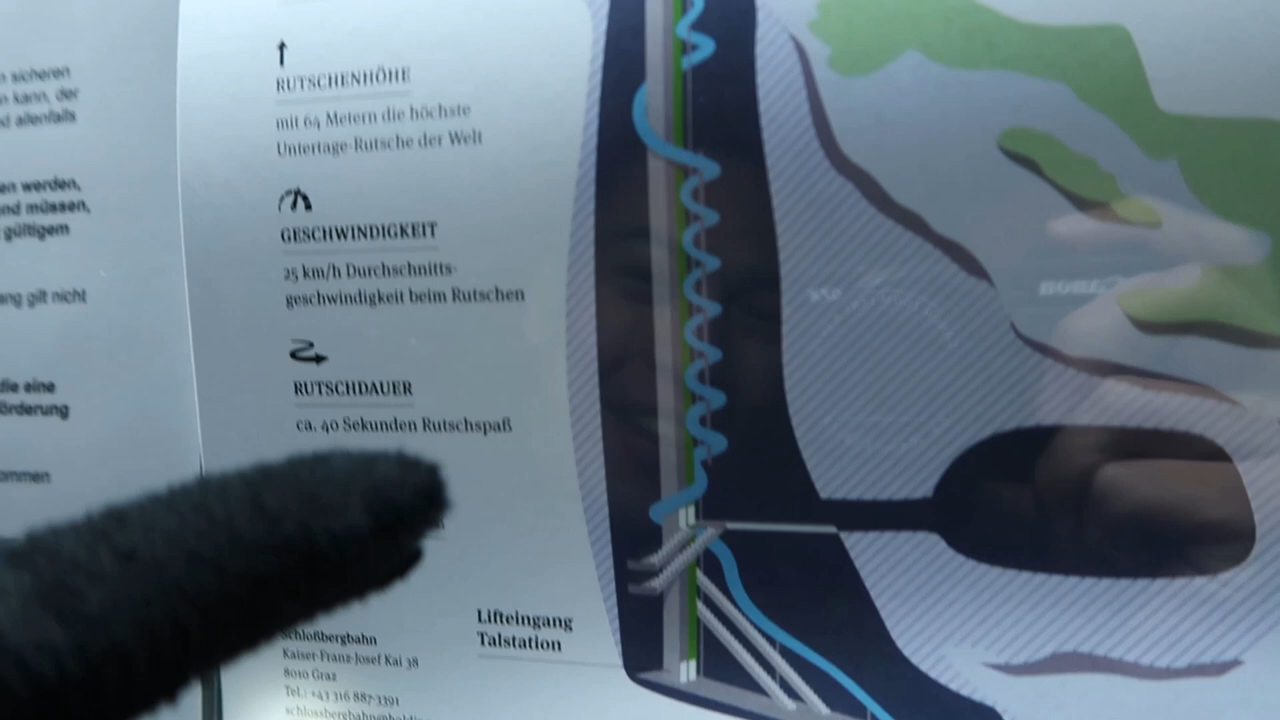 n sicheren
n kann, der
d allenfalls
en werden,
und müssen,
gültigem
ang gilt nicht
die eine
örderung
ommen
RUTSCHENHÖHE
mit 64 Metern die höchste
Untertage-Rutsche der Welt
GESCHWINDIGKEIT
25 km/h Durchschnitts-
geschwindigkeit beim Rutschen
RUTSCHDAUER
ca. 40 Sekunden Rutschspaß
Lifteingang
Talstation
Schloßbergbahn
Kaiser-Franz-Josef Kai 38
8010 Graz
Tel.: +43 316 887-3391